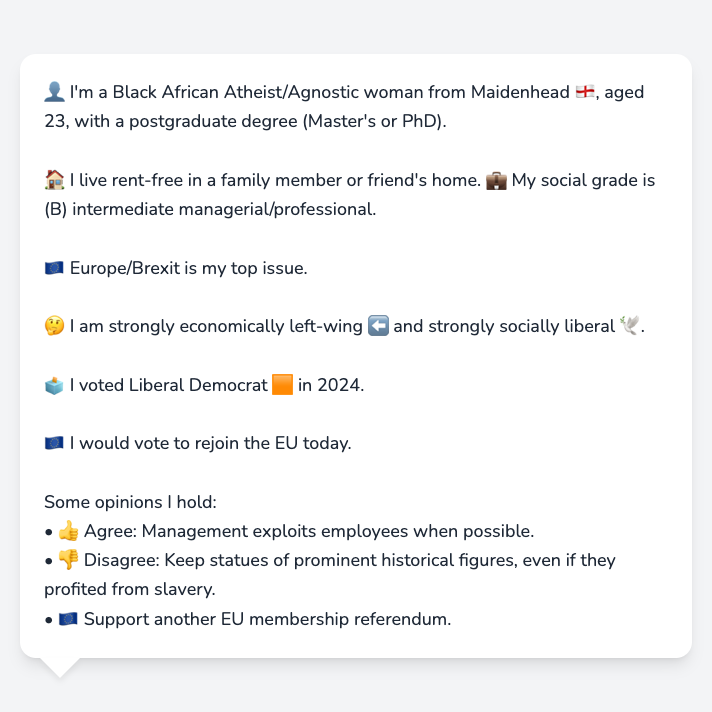 👤 I'm a Black African Atheist/Agnostic woman from Maidenhead 🏴󠁧󠁢󠁥󠁮󠁧󠁿, aged
23, with a postgraduate degree (Master's or PhD).
🏠 I live rent-free in a family member or friend's home. 💼 My social grade is
(B) intermediate managerial/professional.
🇪🇺 Europe/Brexit is my top issue.
🤔 I am strongly economically left-wing ⬅️ and strongly socially liberal 🕊️.
🗳️ I voted Liberal Democrat 🟧 in 2024.
🇪🇺 I would vote to rejoin the EU today.
Some opinions I hold:
• 👍 Agree: Management exploits employees when possible.
• 👎 Disagree: Keep statues of prominent historical figures, even if they
profited from slavery.
• 🇪🇺 Support another EU membership referendum.